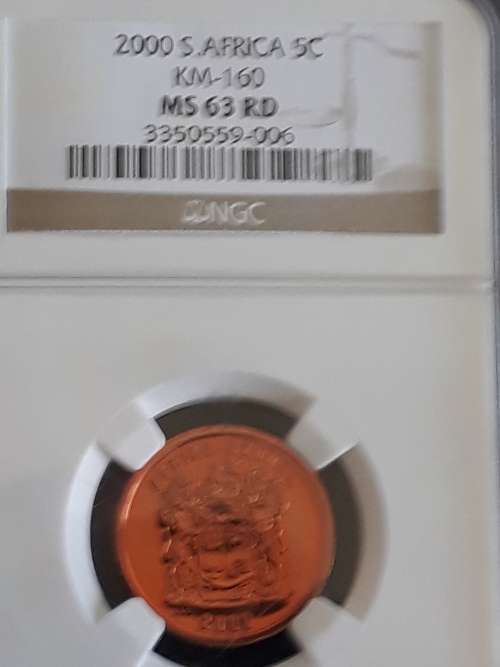 2000 S.AFRICA 5C
KM-160
MS 63 RD
3350559-006
NGC